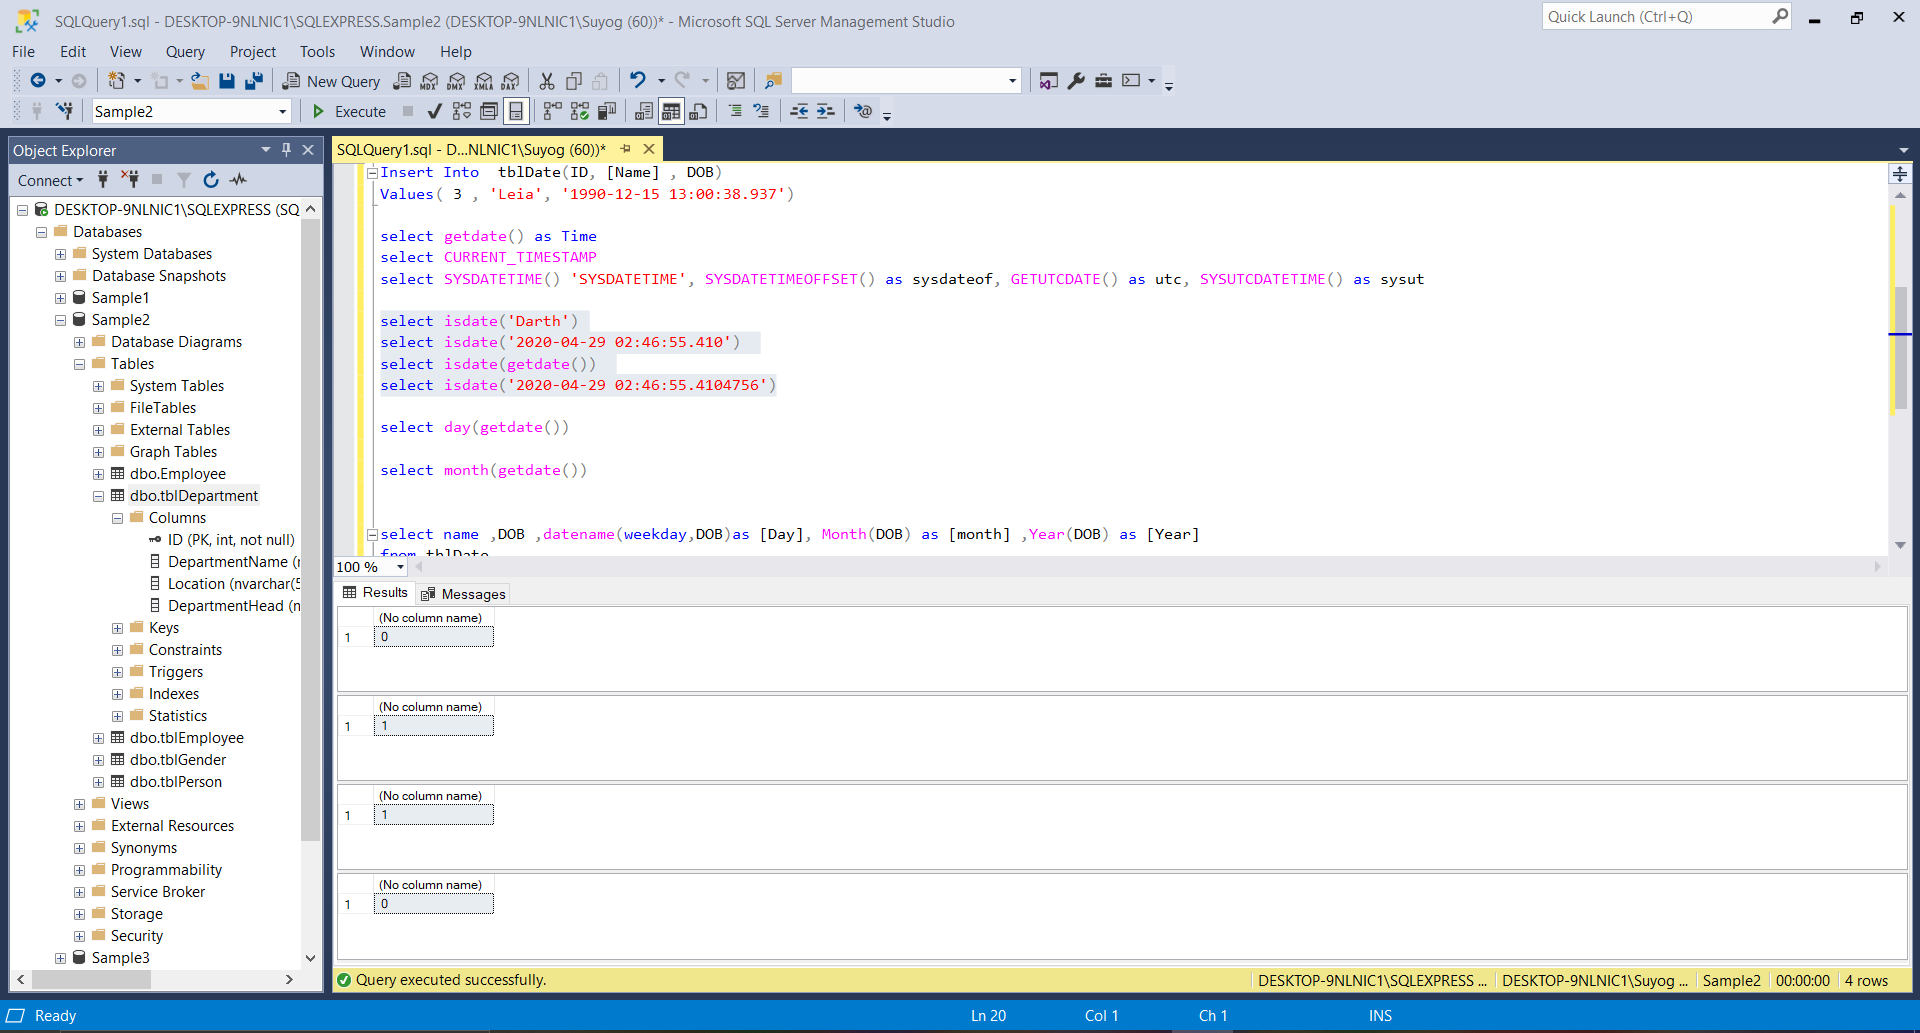 SQLQuery1.sql - DESKTOP-9NLNIC1\SQLEXPRESS.Sample2 (DESKTOP-9NLNIC1\Suyog (60))* - Microsoft SQL Server Management Studio
Quick Launch (Ctrl+Q)
File Edit View Query Project Tools Window Help
New Query MDX DMX XMLA DAX
Sample2 Execute
Object Explorer
Connect
DESKTOP-9NLNIC1\SQLEXPRESS (SQ
Databases
System Databases
Database Snapshots
Sample1
Sample2
Database Diagrams
Tables
System Tables
FileTables
External Tables
Graph Tables
dbo.Employee
dbo.tblDepartment
Columns
ID (PK, int, not null)
DepartmentName (n
Location (nvarchar(5
DepartmentHead (n
Keys
Constraints
Triggers
Indexes
Statistics
dbo.tblEmployee
dbo.tblGender
dbo.tblPerson
Views
External Resources
Synonyms
Programmability
Service Broker
Storage
Security
Sample3
SQLQuery1.sql - D...NLNIC1\Suyog (60))*
Insert Into  tblDate(ID, [Name] , DOB)
Values( 3 , 'Leia', '1990-12-15 13:00:38.937')
select getdate() as Time
select CURRENT_TIMESTAMP
select SYSDATETIME() 'SYSDATETIME', SYSDATETIMEOFFSET() as sysdateof, GETUTCDATE() as utc, SYSUTCDATETIME() as sysut
select isdate('Darth')
select isdate('2020-04-29 02:46:55.410')
select isdate(getdate())
select isdate('2020-04-29 02:46:55.4104756')
select day(getdate())
select month(getdate())
select name ,DOB ,datename(weekday,DOB)as [Day], Month(DOB) as [month] ,Year(DOB) as [Year]
from tblDate
100 %
Results Messages
(No column name)
1 0
(No column name)
1 1
(No column name)
1 1
(No column name)
1 0
Query executed successfully. DESKTOP-9NLNIC1\SQLEXPRESS ... DESKTOP-9NLNIC1\Suyog ... Sample2 00:00:00 4 rows
Ready Ln 20 Col 1 Ch 1 INS